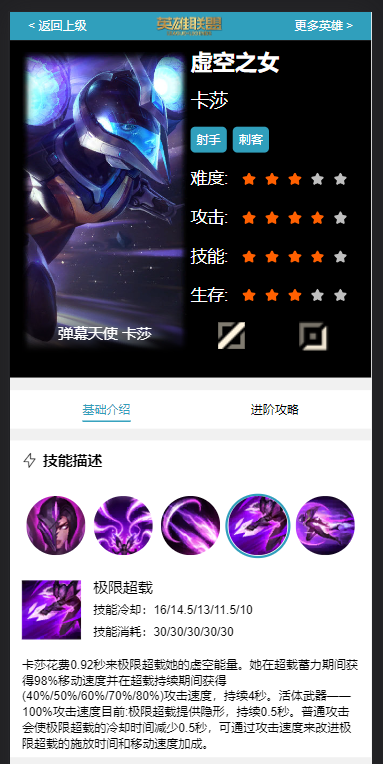 < 返回上级
英雄联盟
更多英雄 >
虚空之女
卡莎
射手 刺客
难度:
攻击:
技能:
生存:
弹幕天使 卡莎
基础介绍
进阶攻略
技能描述
极限超载
技能冷却：16/14.5/13/11.5/10
技能消耗：30/30/30/30/30
卡莎花费0.92秒来极限超载她的虚空能量。她在超载蓄力期间获
得98%移动速度并在超载持续期间获得
(40%/50%/60%/70%/80%)攻击速度，持续4秒。活体武器——
100%攻击速度目前:极限超载提供隐形，持续0.5秒。普通攻击
会使极限超载的冷却时间减少0.5秒，可通过攻击速度来改进极
限超载的施放时间和移动速度加成。